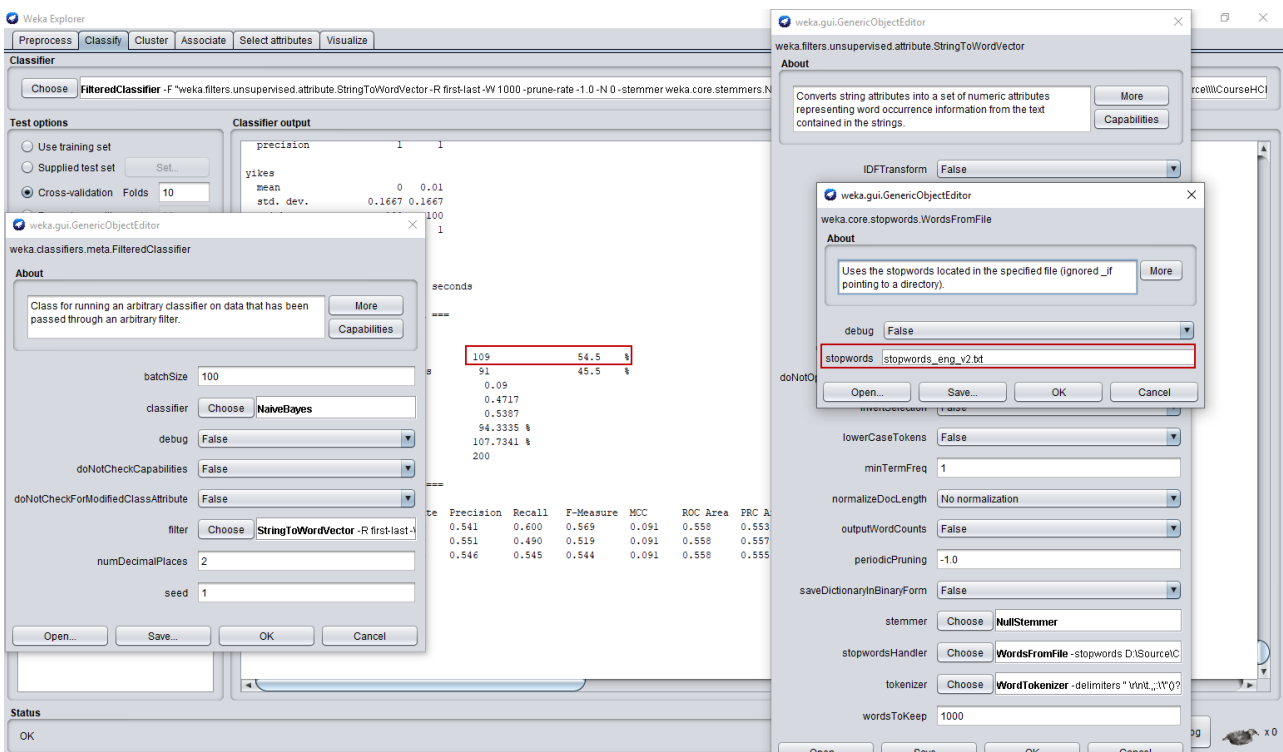 Weka Explorer
Preprocess Classify Cluster Associate Select attributes Visualize
Classifier
Choose FilteredClassifier -F "weka.filters.unsupervised.attribute.StringToWordVector -R first-last -W 1000 -prune-rate -1.0 -N 0 -stemmer weka.core.stemmers.N
rce\\\\CourseHCI
Test options
Use training set
Supplied test set Set...
Cross-validation Folds 10
Classifier output
precision 1 1
yikes
mean 0 0.01
std. dev. 0.1667 0.1667
100
1
seconds
===
109 54.5 %
s 91 45.5 %
0.09
0.4717
0.5387
94.3335 %
107.7341 %
200
===
te Precision Recall F-Measure MCC ROC Area PRC A
0.541 0.600 0.569 0.091 0.558 0.553
0.551 0.490 0.519 0.091 0.558 0.557
0.546 0.545 0.544 0.091 0.558 0.555
Status
OK
og
x 0
weka.gui.GenericObjectEditor
weka.classifiers.meta.FilteredClassifier
About
Class for running an arbitrary classifier on data that has been
passed through an arbitrary filter.
More
Capabilities
batchSize 100
classifier Choose NaiveBayes
debug False
doNotCheckCapabilities False
doNotCheckForModifiedClassAttribute False
filter Choose StringToWordVector -R first-last -W
numDecimalPlaces 2
seed 1
Open... Save... OK Cancel
weka.gui.GenericObjectEditor
weka.filters.unsupervised.attribute.StringToWordVector
About
Converts string attributes into a set of numeric attributes
representing word occurrence information from the text
contained in the strings.
More
Capabilities
IDFTransform False
weka.gui.GenericObjectEditor
weka.core.stopwords.WordsFromFile
About
Uses the stopwords located in the specified file (ignored _if
pointing to a directory).
More
debug False
stopwords stopwords_eng_v2.txt
Open... Save... OK Cancel
doNotOp
invertSelection False
lowerCaseTokens False
minTermFreq 1
normalizeDocLength No normalization
outputWordCounts False
periodicPruning -1.0
saveDictionaryInBinaryForm False
stemmer Choose NullStemmer
stopwordsHandler Choose WordsFromFile -stopwords D:\Source\C
tokenizer Choose WordTokenizer -delimiters " \r\n\t.,;:\'\"()?
wordsToKeep 1000
Open... Save... OK Cancel